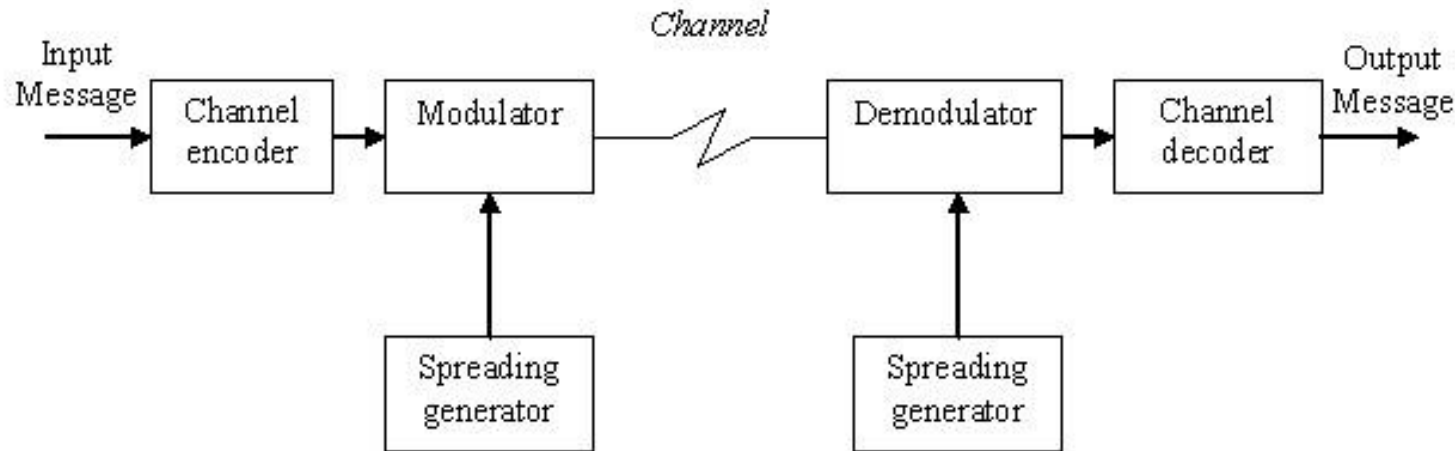 Channel
Input
Message
Channel
encoder
Modulator
Demodulator
Channel
decoder
Output
Message
Spreading
generator
Spreading
generator